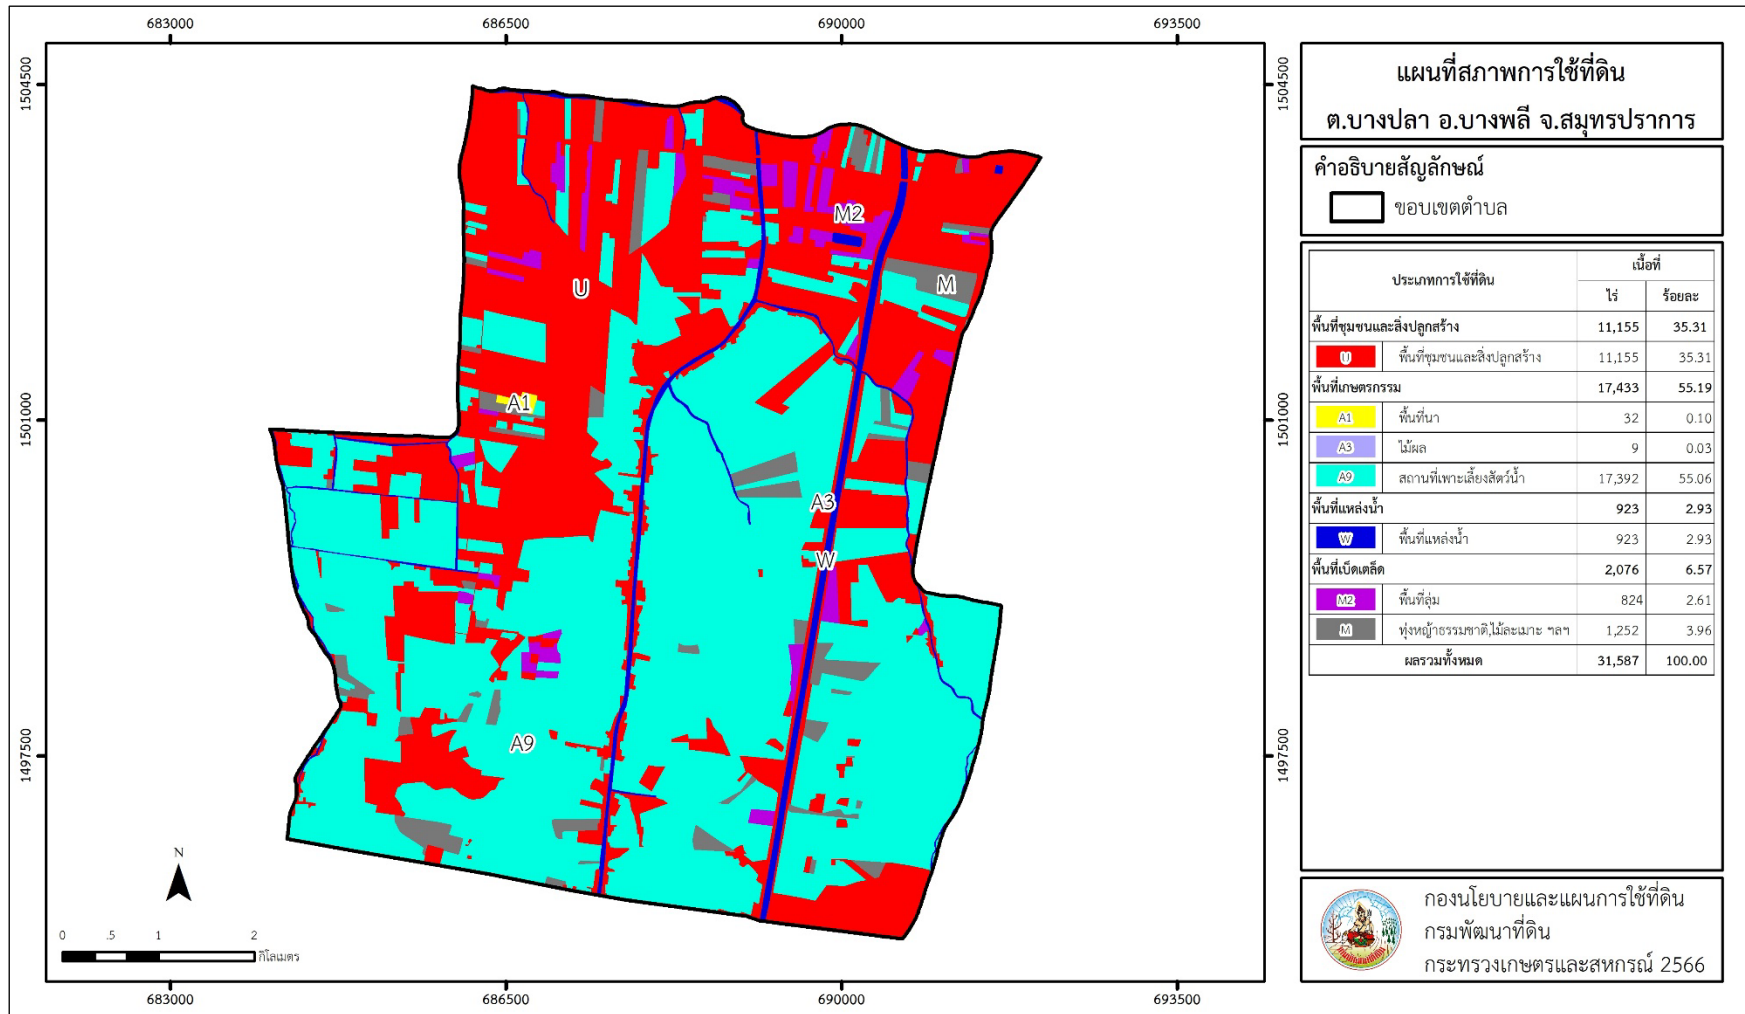 683000
686500
690000
693500
1504500
1501000
1497500
1504500
1501000
1497500
683000
686500
690000
693500
M2
U
M
A1
A3
W
A9
N
0 .5 1 2
กิโลเมตร
แผนที่สภาพการใช้ที่ดิน
ต.บางปลา อ.บางพลี จ.สมุทรปราการ
คำอธิบายสัญลักษณ์
ขอบเขตตำบล
ประเภทการใช้ที่ดิน เนื้อที่
ไร่ ร้อยละ
พื้นที่ชุมชนและสิ่งปลูกสร้าง 11,155 35.31
U พื้นที่ชุมชนและสิ่งปลูกสร้าง 11,155 35.31
พื้นที่เกษตรกรรม 17,433 55.19
A1 พื้นที่นา 32 0.10
A3 ไม้ผล 9 0.03
A9 สถานที่เพาะเลี้ยงสัตว์น้ำ 17,392 55.06
พื้นที่แหล่งน้ำ 923 2.93
W พื้นที่แหล่งน้ำ 923 2.93
พื้นที่เบ็ดเตล็ด 2,076 6.57
M2 พื้นที่ลุ่ม 824 2.61
M ทุ่งหญ้าธรรมชาติ,ไม้ละเมาะ ฯลฯ 1,252 3.96
ผลรวมทั้งหมด 31,587 100.00
กองนโยบายและแผนการใช้ที่ดิน
กรมพัฒนาที่ดิน
กระทรวงเกษตรและสหกรณ์ 2566
กรมพัฒนาที่ดิน